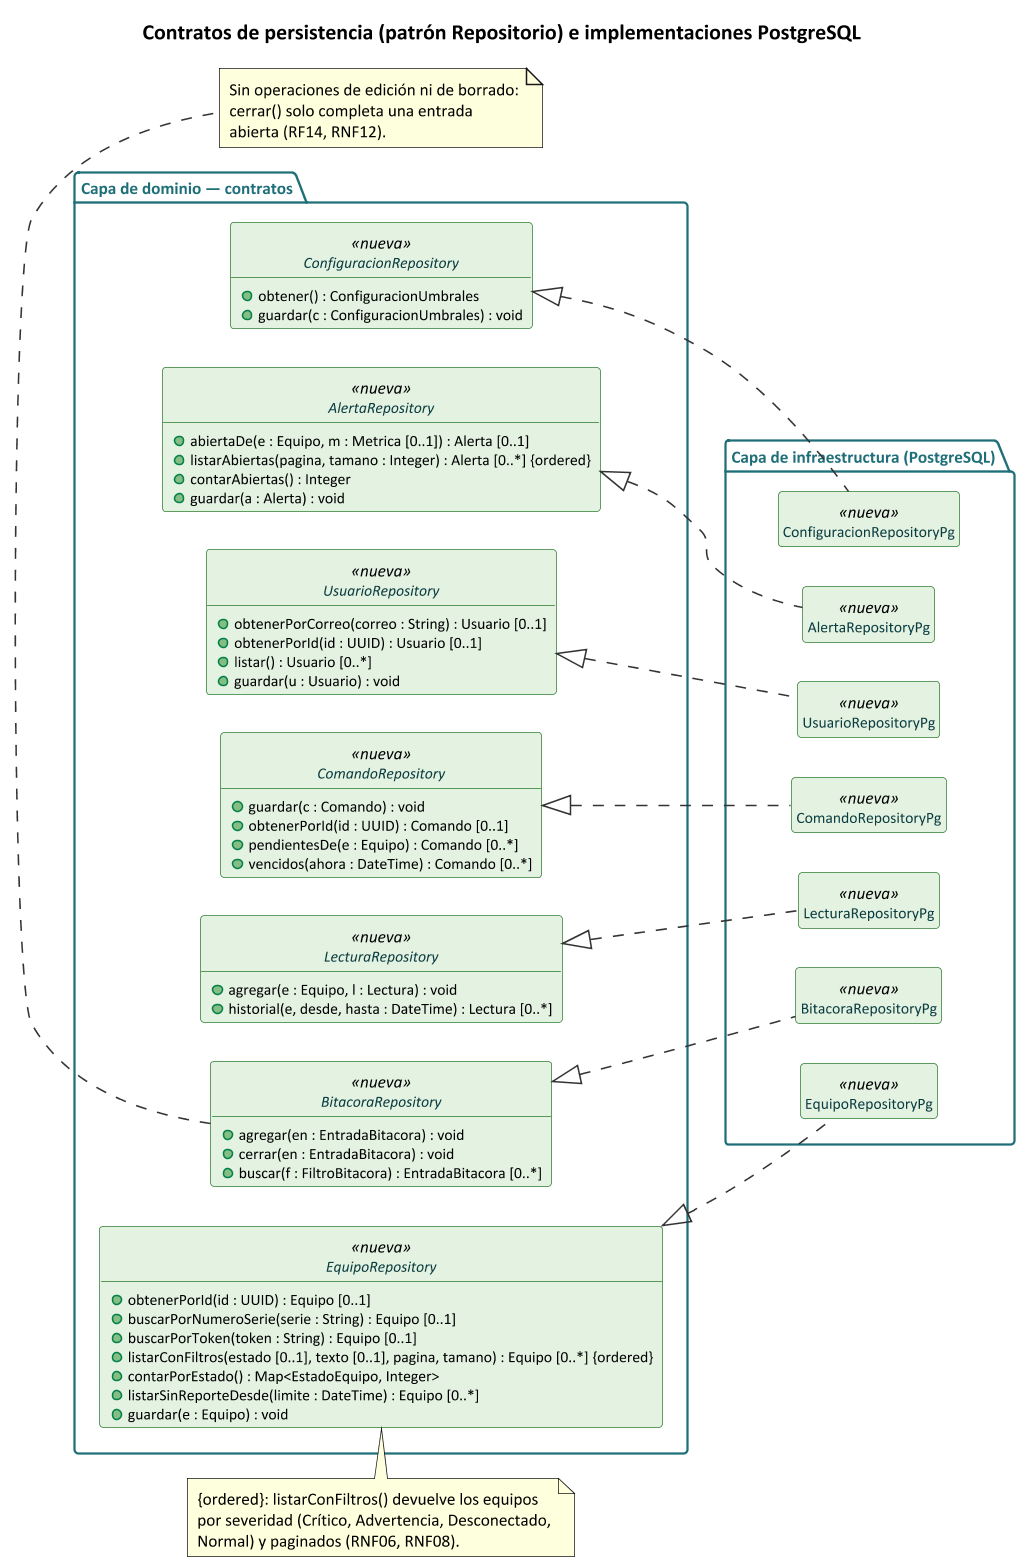 Contratos de persistencia (patrón Repositorio) e implementaciones PostgreSQL
Sin operaciones de edición ni de borrado:
cerrar() solo completa una entrada
abierta (RF14, RNF12).
Capa de dominio — contratos
«nueva»
ConfiguracionRepository
obtener() : ConfiguracionUmbrales
guardar(c : ConfiguracionUmbrales) : void
«nueva»
AlertaRepository
abiertaDe(e : Equipo, m : Metrica [0..1]) : Alerta [0..1]
listarAbiertas(pagina, tamano : Integer) : Alerta [0..*] {ordered}
contarAbiertas() : Integer
guardar(a : Alerta) : void
«nueva»
UsuarioRepository
obtenerPorCorreo(correo : String) : Usuario [0..1]
obtenerPorId(id : UUID) : Usuario [0..1]
listar() : Usuario [0..*]
guardar(u : Usuario) : void
«nueva»
ComandoRepository
guardar(c : Comando) : void
obtenerPorId(id : UUID) : Comando [0..1]
pendientesDe(e : Equipo) : Comando [0..*]
vencidos(ahora : DateTime) : Comando [0..*]
«nueva»
LecturaRepository
agregar(e : Equipo, l : Lectura) : void
historial(e, desde, hasta : DateTime) : Lectura [0..*]
«nueva»
BitacoraRepository
agregar(en : EntradaBitacora) : void
cerrar(en : EntradaBitacora) : void
buscar(f : FiltroBitacora) : EntradaBitacora [0..*]
«nueva»
EquipoRepository
obtenerPorId(id : UUID) : Equipo [0..1]
buscarPorNumeroSerie(serie : String) : Equipo [0..1]
buscarPorToken(token : String) : Equipo [0..1]
listarConFiltros(estado [0..1], texto [0..1], pagina, tamano) : Equipo [0..*] {ordered}
contarPorEstado() : Map<EstadoEquipo, Integer>
listarSinReporteDesde(limite : DateTime) : Equipo [0..*]
guardar(e : Equipo) : void
Capa de infraestructura (PostgreSQL)
«nueva»
ConfiguracionRepositoryPg
«nueva»
AlertaRepositoryPg
«nueva»
UsuarioRepositoryPg
«nueva»
ComandoRepositoryPg
«nueva»
LecturaRepositoryPg
«nueva»
BitacoraRepositoryPg
«nueva»
EquipoRepositoryPg
{ordered}: listarConFiltros() devuelve los equipos
por severidad (Crítico, Advertencia, Desconectado,
Normal) y paginados (RNF06, RNF08).